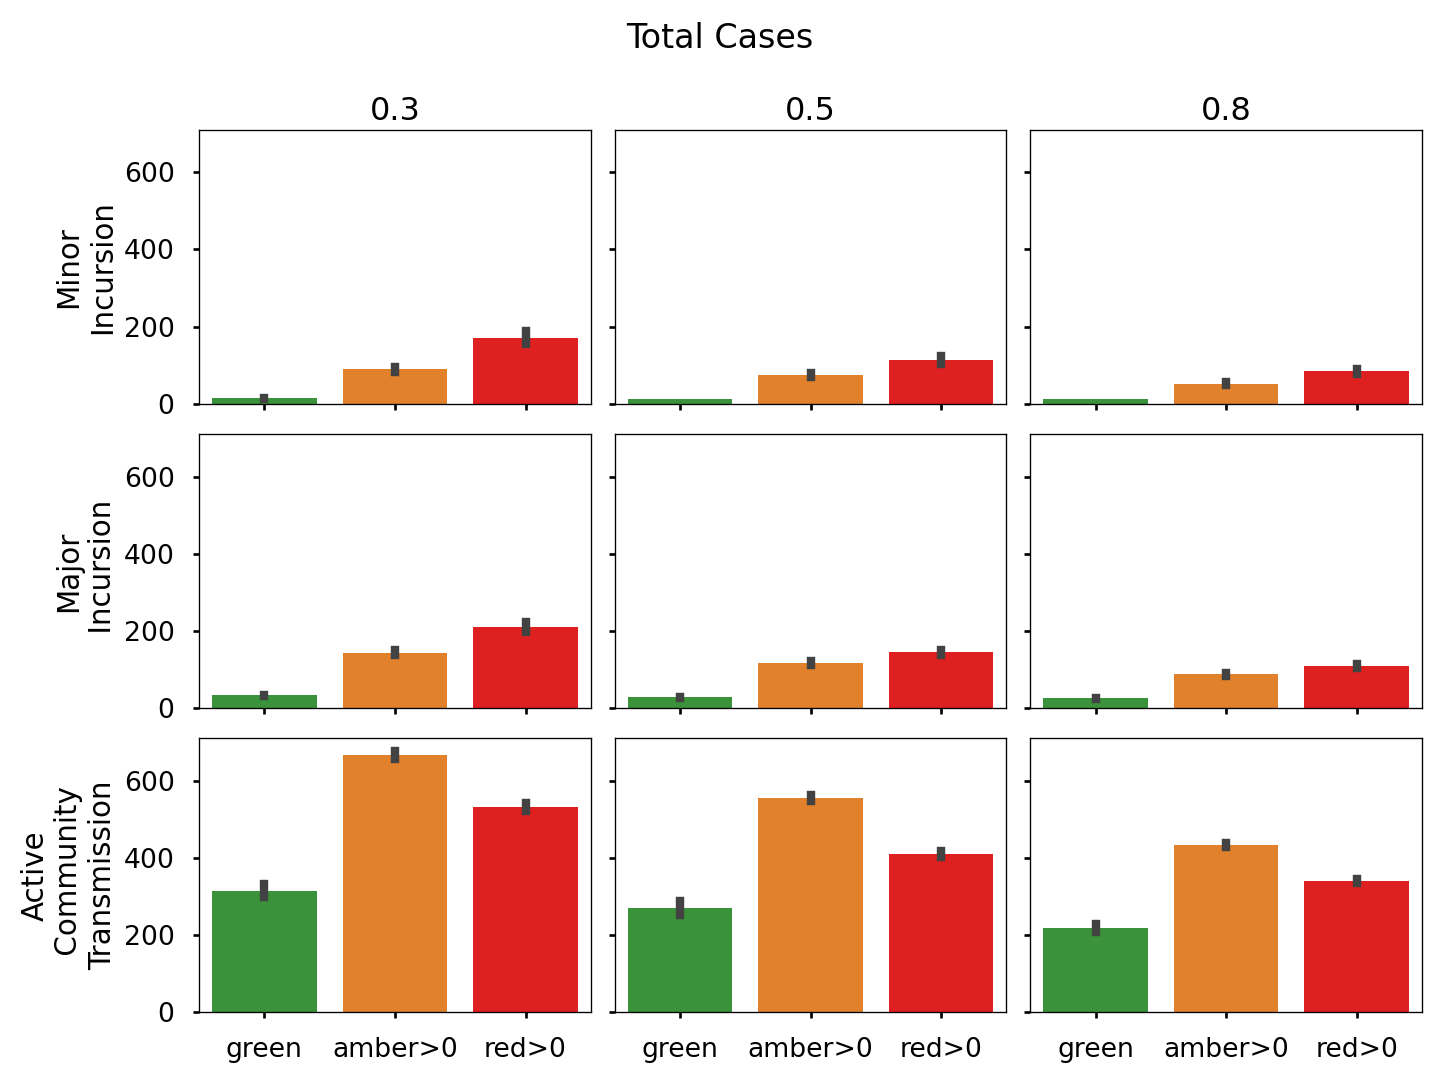 Total Cases
0.3 0.5 0.8
Minor
Incursion
600
400
200
0
Major
Incursion
600
400
200
0
Active
Community
Transmission
600
400
200
0
green amber>0 red>0 green amber>0 red>0 green amber>0 red>0